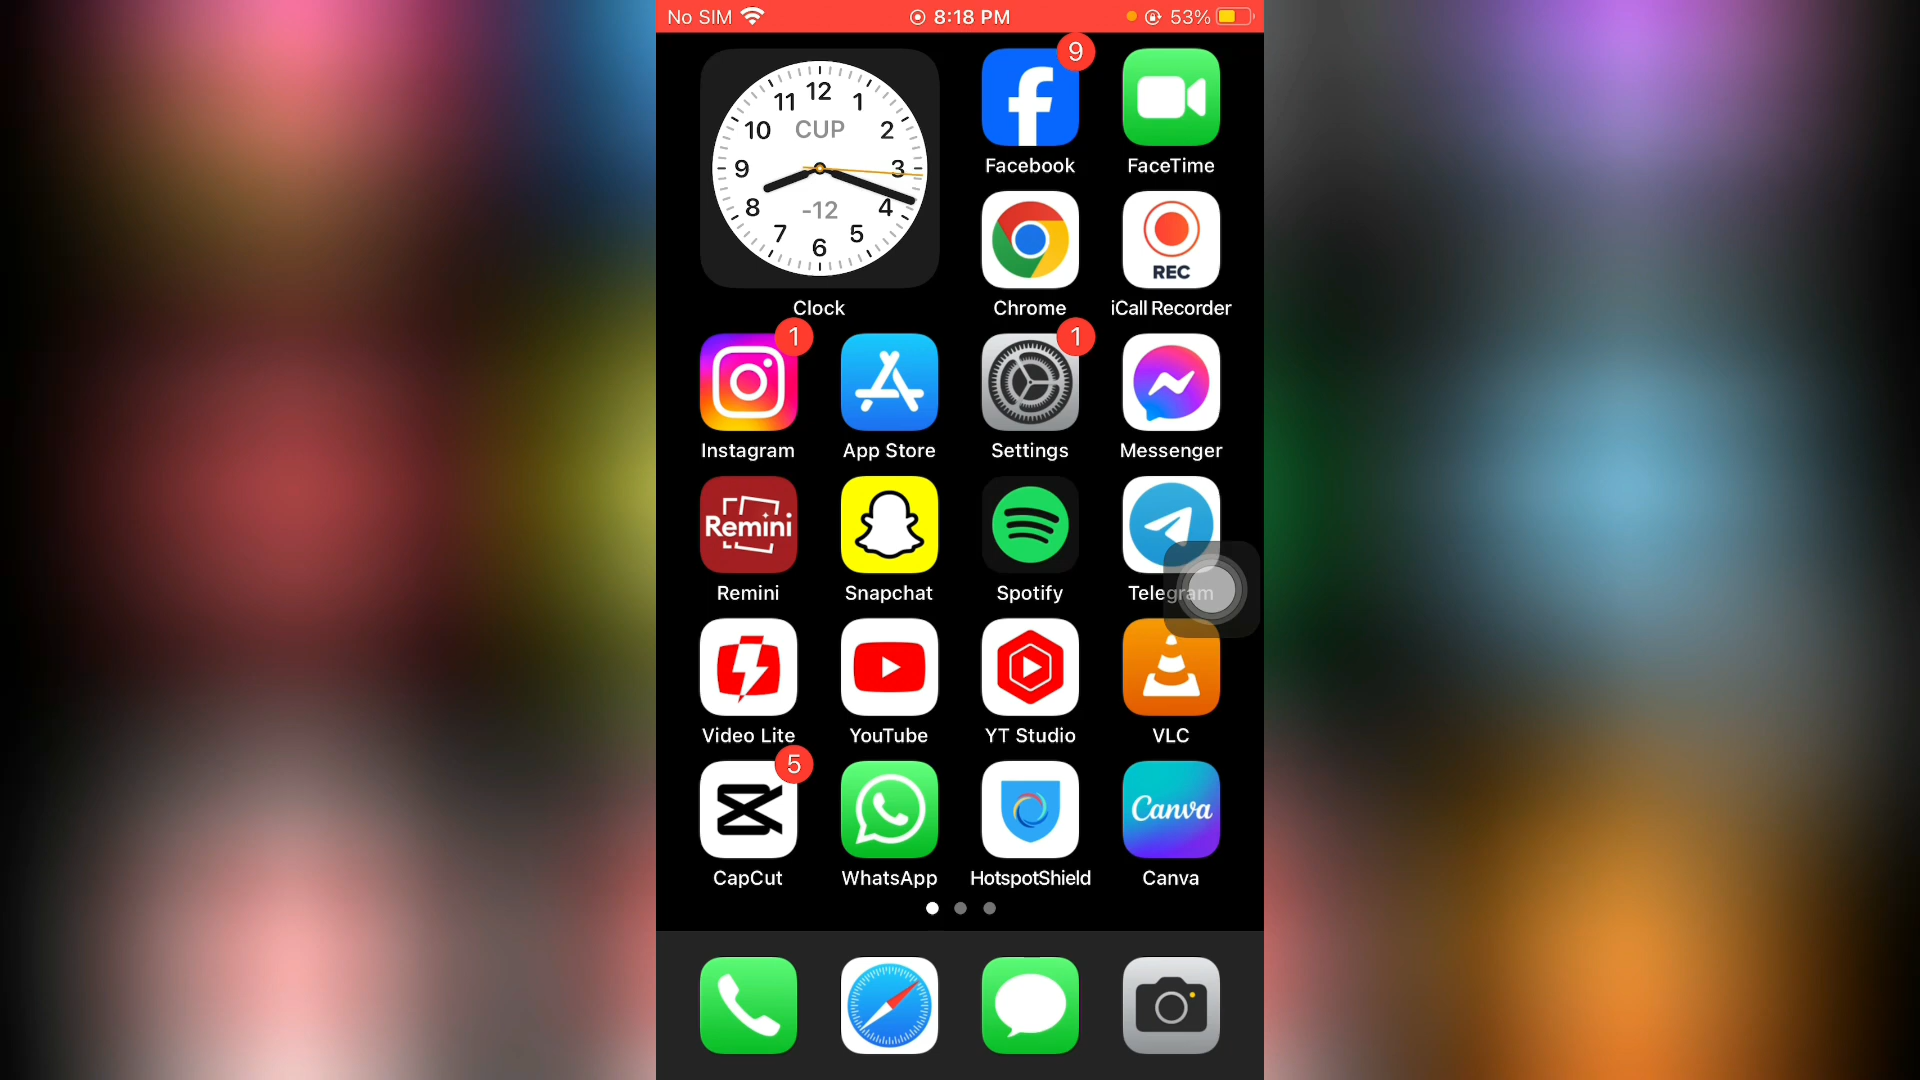 No SIM 8:18 PM 53%
12
11 1
10 CUP 2
9 3
8 -12 4
7 5
6
Clock
9
Facebook FaceTime
REC
Chrome iCall Recorder
1 1
Instagram App Store Settings Messenger
Remini
Remini Snapchat Spotify Telegram
Video Lite YouTube YT Studio VLC
5
Canva
CapCut WhatsApp HotspotShield Canva